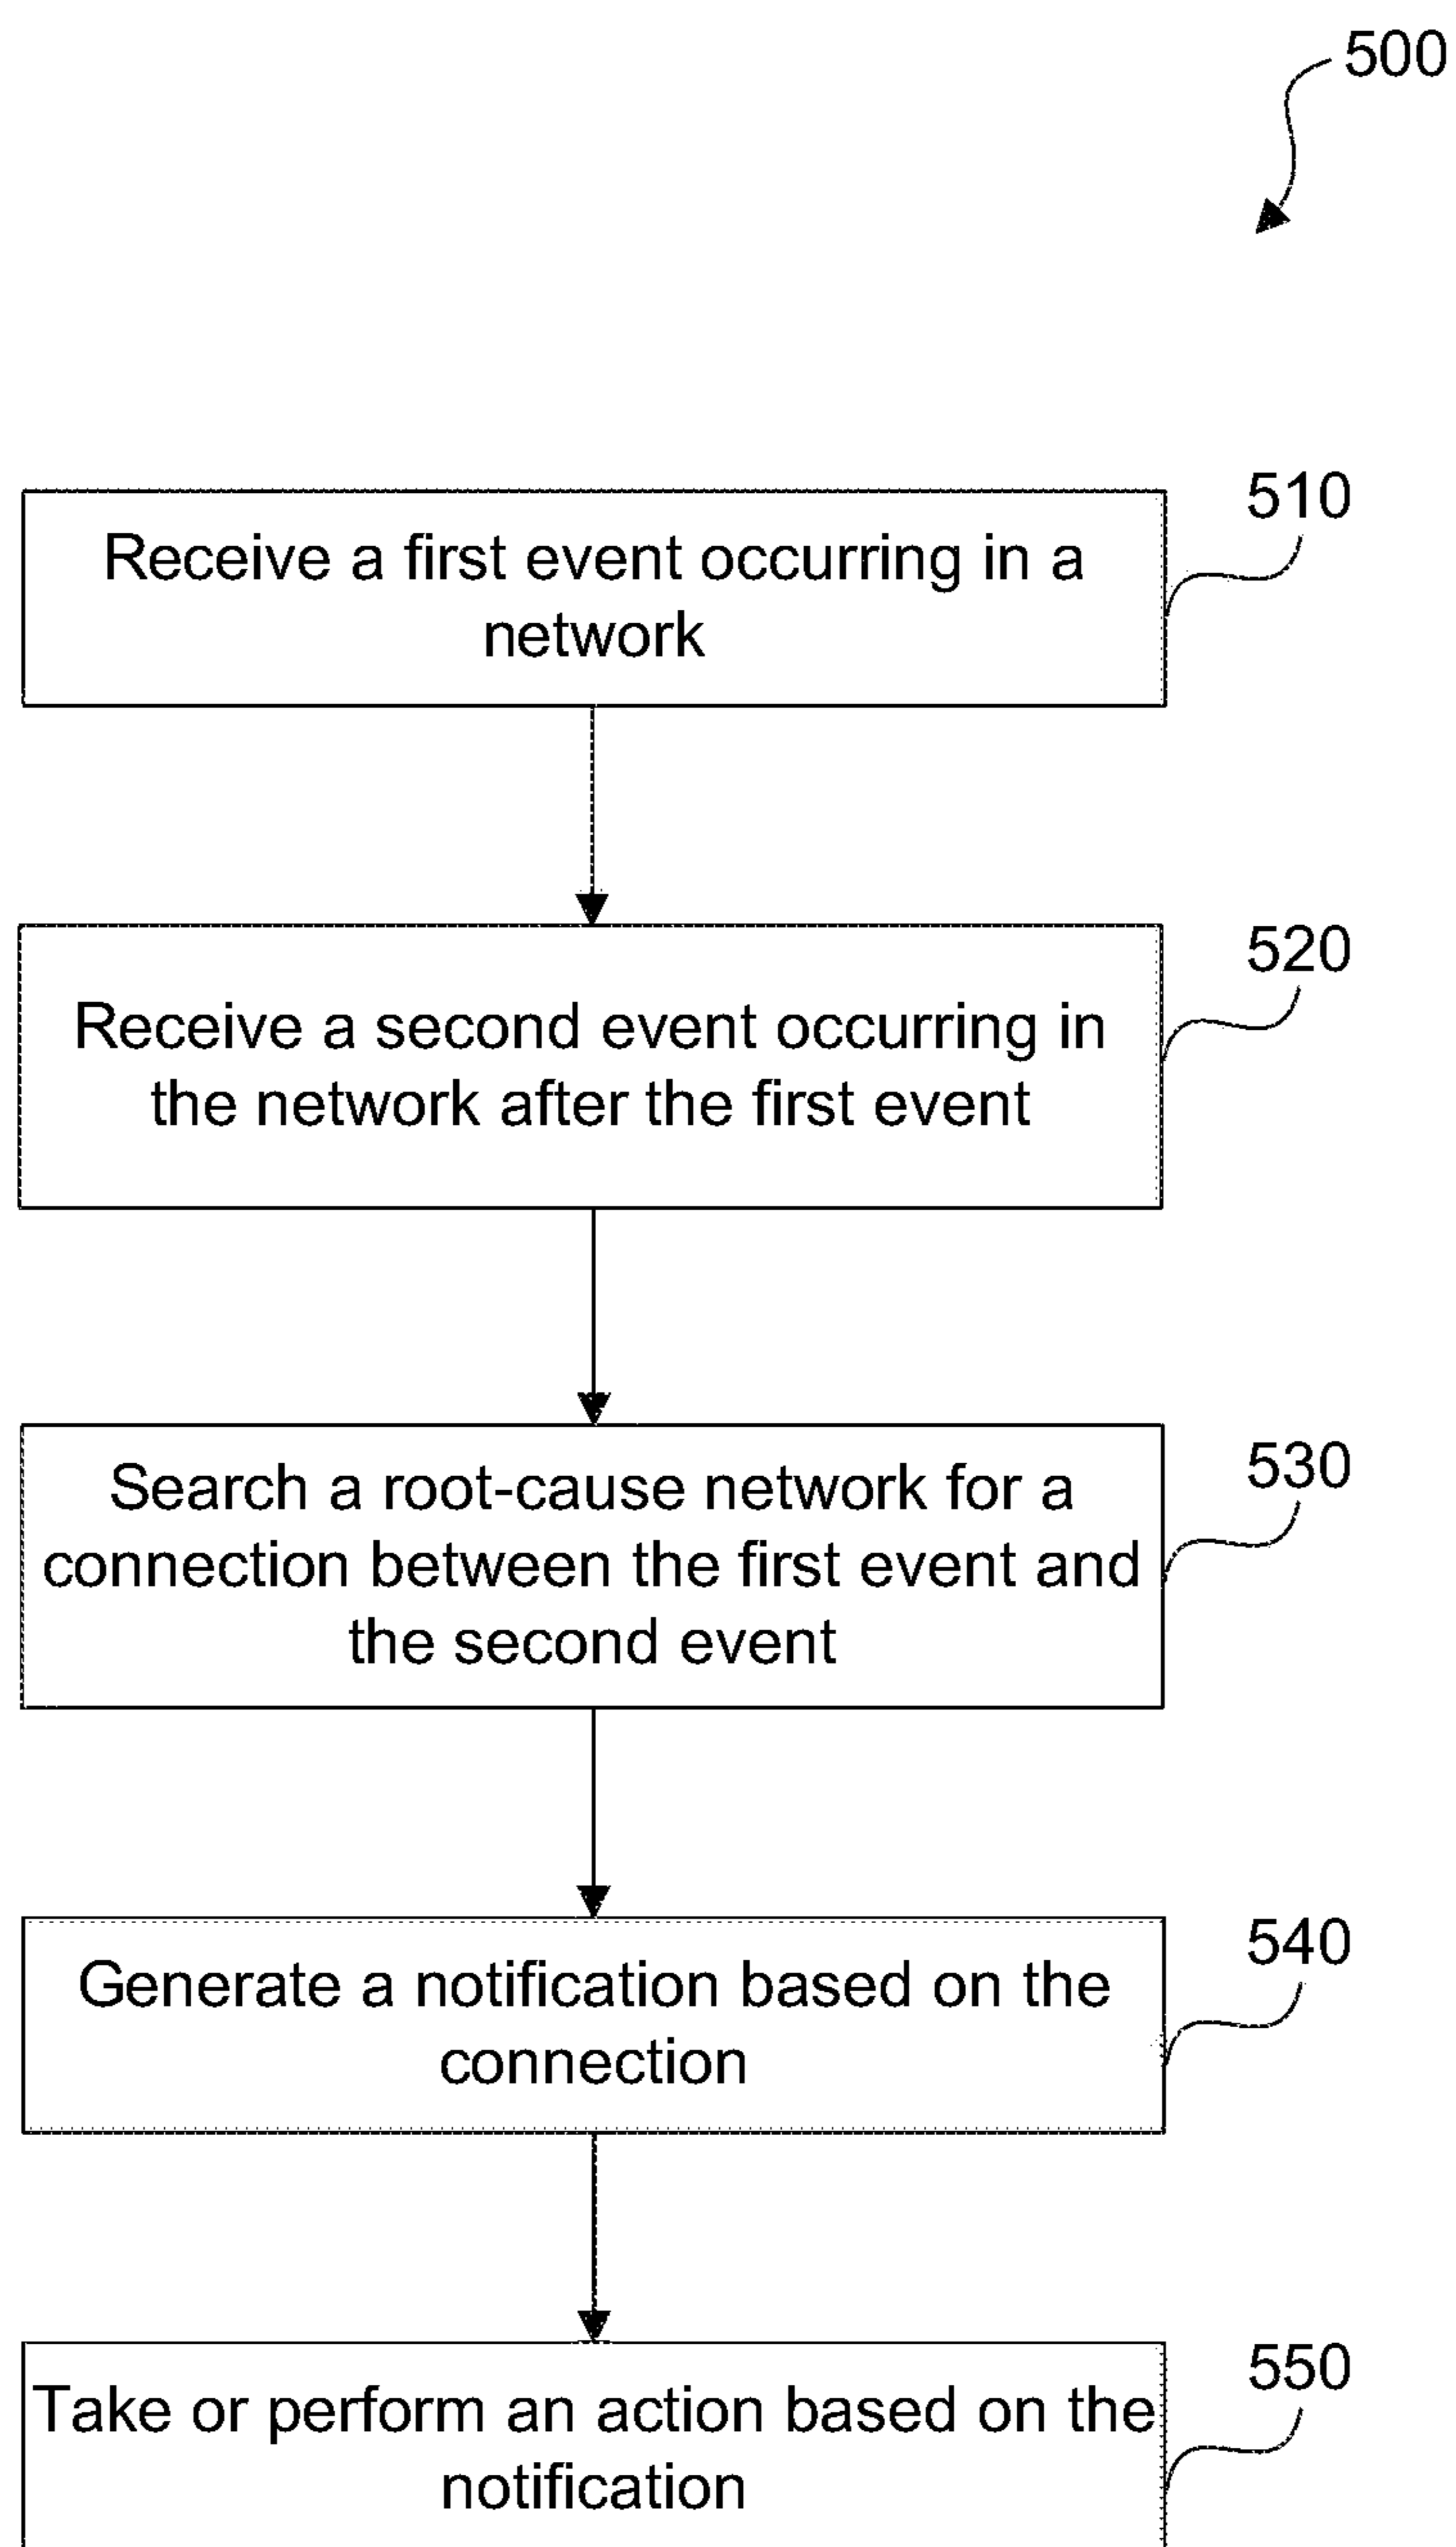 500
Receive a first event occurring in a
network
510
Receive a second event occurring in
the network after the first event
520
Search a root-cause network for a
connection between the first event and
the second event
530
Generate a notification based on the
connection
540
Take or perform an action based on the
notification
550